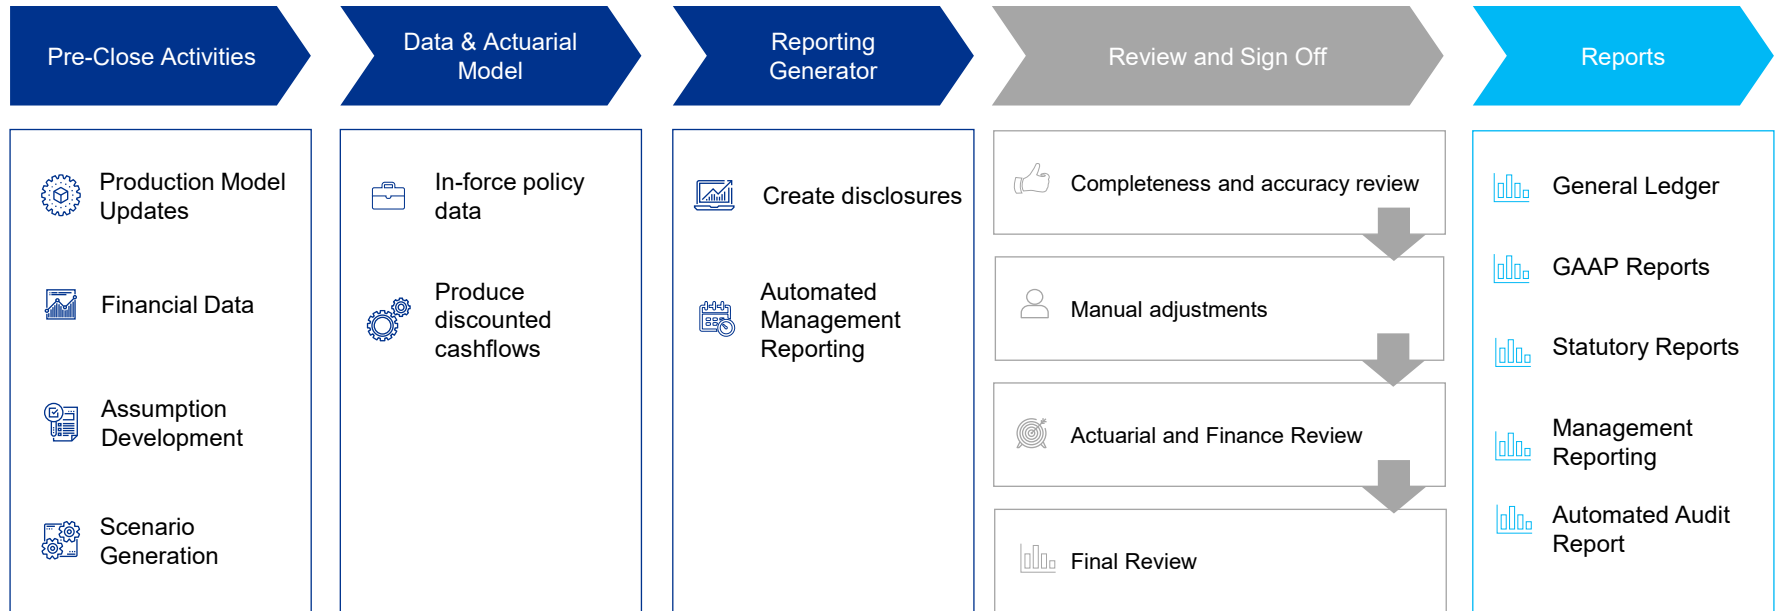 Pre-Close Activities
Data & Actuarial
Model
Reporting
Generator
Review and Sign Off
Reports
Production Model
Updates
Financial Data
Assumption
Development
Scenario
Generation
In-force policy
data
Produce
discounted
cashflows
Create disclosures
Automated
Management
Reporting
Completeness and accuracy review
Manual adjustments
Actuarial and Finance Review
Final Review
General Ledger
GAAP Reports
Statutory Reports
Management
Reporting
Automated Audit
Report